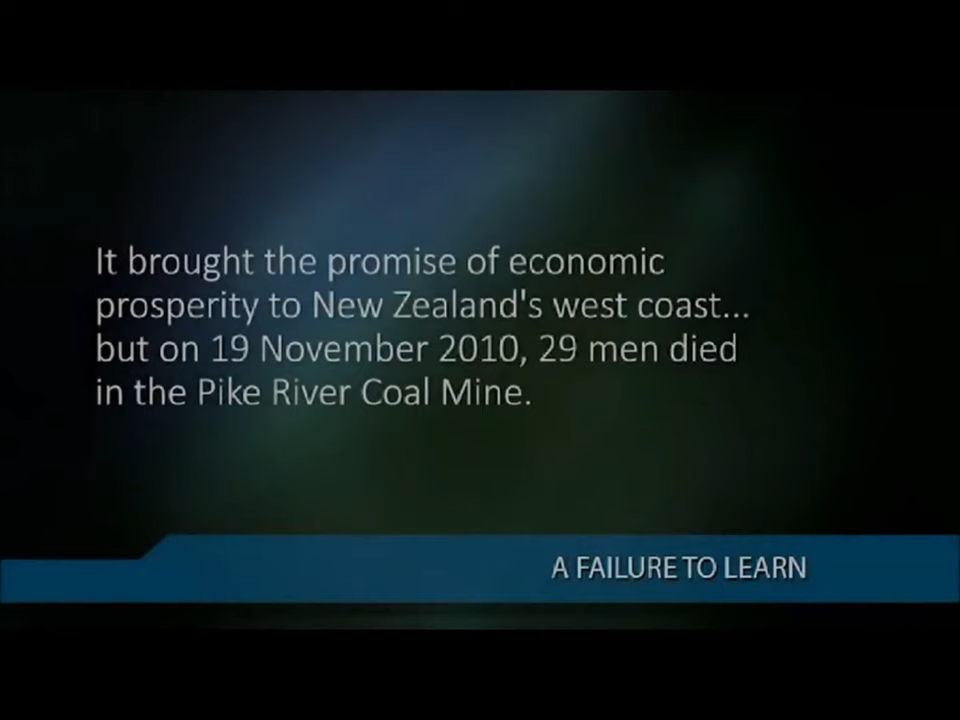 It brought the promise of economic
prosperity to New Zealand's west coast...
but on 19 November 2010, 29 men died
in the Pike River Coal Mine.
A FAILURE TO LEARN